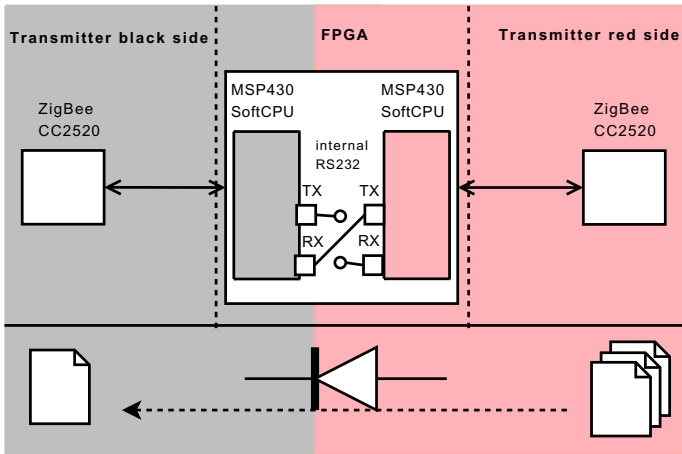 Transmitter black side
FPGA
Transmitter red side
MSP430
SoftCPU
MSP430
SoftCPU
ZigBee
CC2520
ZigBee
CC2520
internal
RS232
TX
TX
RX
RX